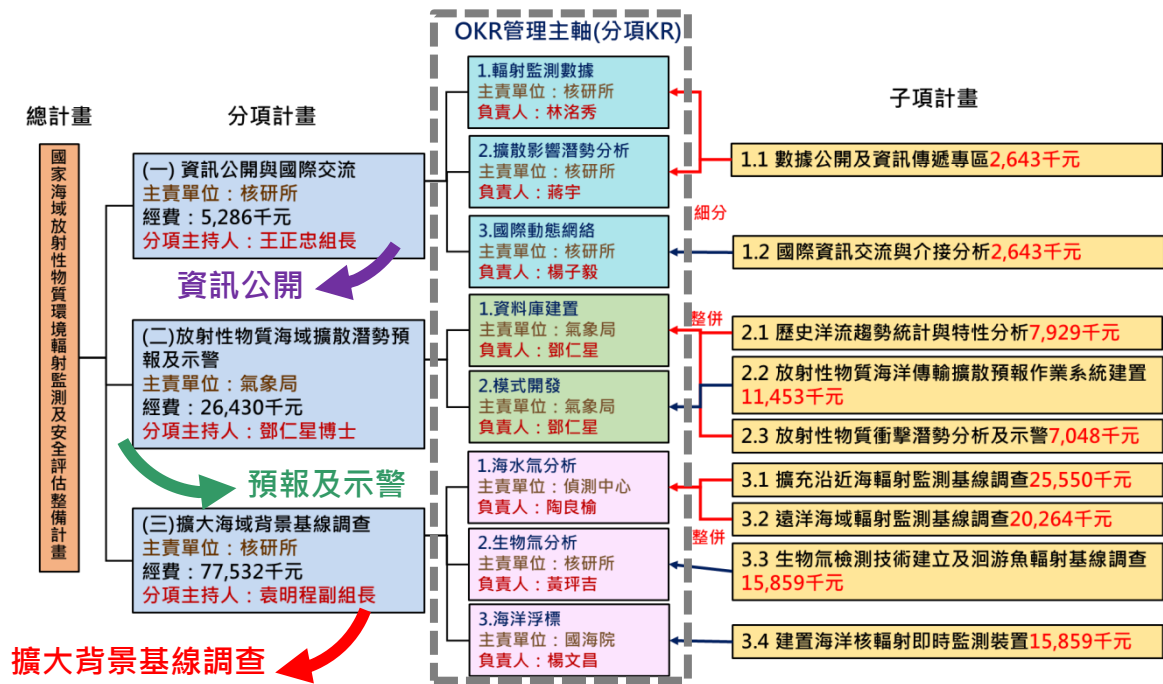 OKR管理主軸(分項KR)
總計畫
分項計畫
子項計畫
國家海域放射性物質環境輻射監測及安全評估整備計畫
(一) 資訊公開與國際交流
主責單位：核研所
經費：5,286千元
分項主持人：王正忠組長
資訊公開
(二)放射性物質海域擴散潛勢預
報及示警
主責單位：氣象局
經費：26,430千元
分項主持人：鄧仁星博士
預報及示警
(三)擴大海域背景基線調查
主責單位：核研所
經費：77,532千元
分項主持人：袁明程副組長
擴大背景基線調查
1.輻射監測數據
主責單位：核研所
負責人：林洺秀
2.擴散影響潛勢分析
主責單位：核研所
負責人：蔣宇
3.國際動態網絡
主責單位：核研所
負責人：楊子毅
1.資料庫建置
主責單位：氣象局
負責人：鄧仁星
2.模式開發
主責單位：氣象局
負責人：鄧仁星
1.海水氚分析
主責單位：偵測中心
負責人：陶良榆
2.生物氚分析
主責單位：核研所
負責人：黃玶吉
3.海洋浮標
主責單位：國海院
負責人：楊文昌
細分
整併
整併
1.1 數據公開及資訊傳遞專區2,643千元
1.2 國際資訊交流與介接分析2,643千元
2.1 歷史洋流趨勢統計與特性分析7,929千元
2.2 放射性物質海洋傳輸擴散預報作業系統建置
11,453千元
2.3 放射性物質衝擊潛勢分析及示警7,048千元
3.1 擴充沿近海輻射監測基線調查25,550千元
3.2 遠洋海域輻射監測基線調查20,264千元
3.3 生物氚檢測技術建立及洄游魚輻射基線調查
15,859千元
3.4 建置海洋核輻射即時監測裝置15,859千元